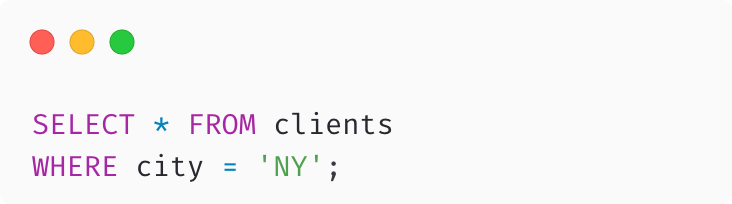 SELECT * FROM clients
WHERE city = 'NY';